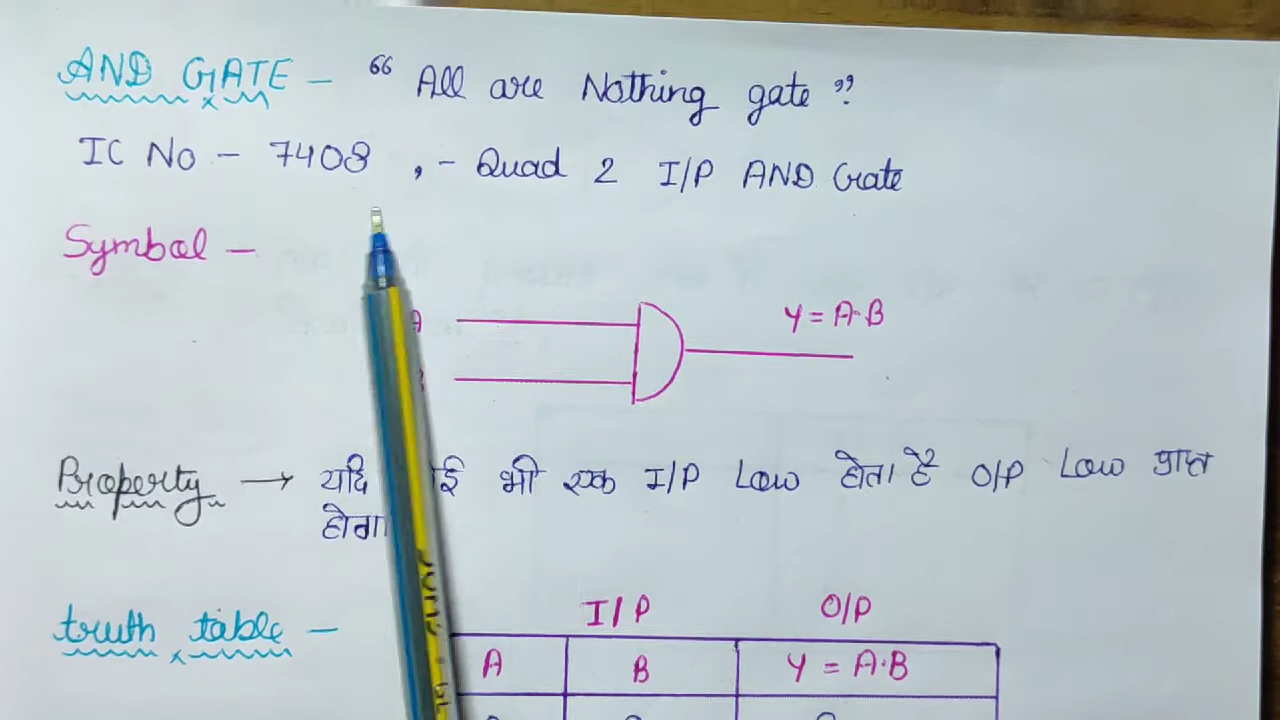 AND GATE – “ All are Nothing gate ”
IC No – 7408 , - Quad 2 I/P AND Gate
Symbol –
A
Y = A·B
Property → यदि भी एक I/P Low होता है O/P Low प्राप्त
होगा
I/P O/P
truth table –
A B Y = A·B